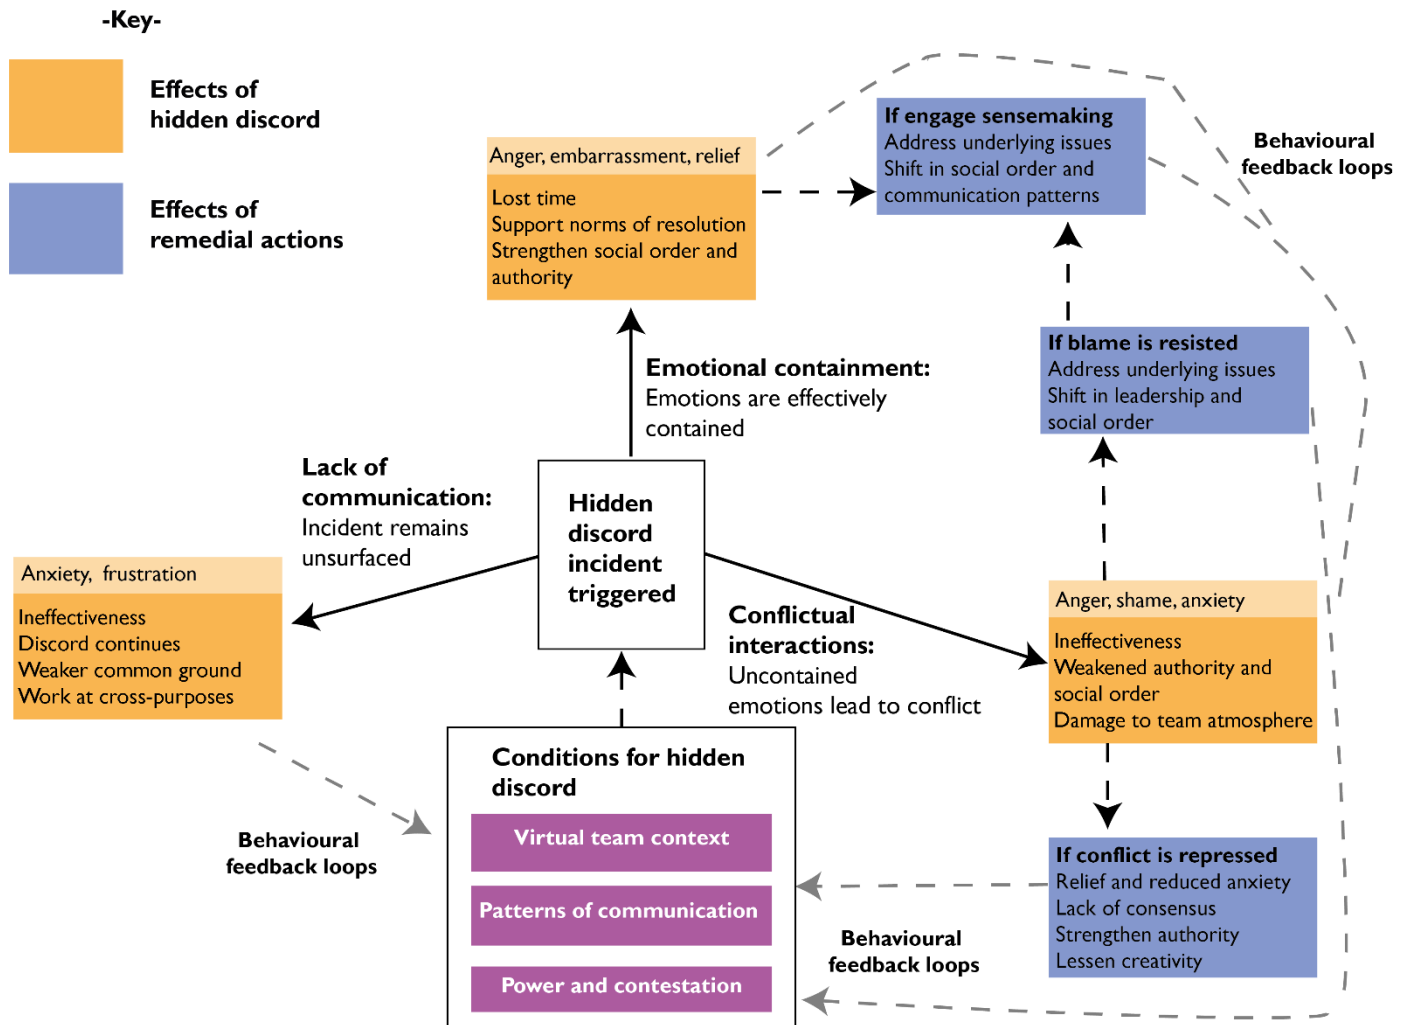 -Key-
Effects of
hidden discord
Effects of
remedial actions
Anger, embarrassment, relief
Lost time
Support norms of resolution
Strengthen social order and
authority
If engage sensemaking
Address underlying issues
Shift in social order and
communication patterns
Behavioural
feedback loops
If blame is resisted
Address underlying issues
Shift in leadership and
social order
Emotional containment:
Emotions are effectively
contained
Lack of
communication:
Incident remains
unsurfaced
Hidden
discord
incident
triggered
Anxiety, frustration
Ineffectiveness
Discord continues
Weaker common ground
Work at cross-purposes
Conflictual
interactions:
Uncontained
emotions lead to conflict
Anger, shame, anxiety
Ineffectiveness
Weakened authority and
social order
Damage to team atmosphere
Behavioural
feedback loops
Conditions for hidden
discord
Virtual team context
Patterns of communication
Power and contestation
If conflict is repressed
Relief and reduced anxiety
Lack of consensus
Strengthen authority
Lessen creativity
Behavioural
feedback loops